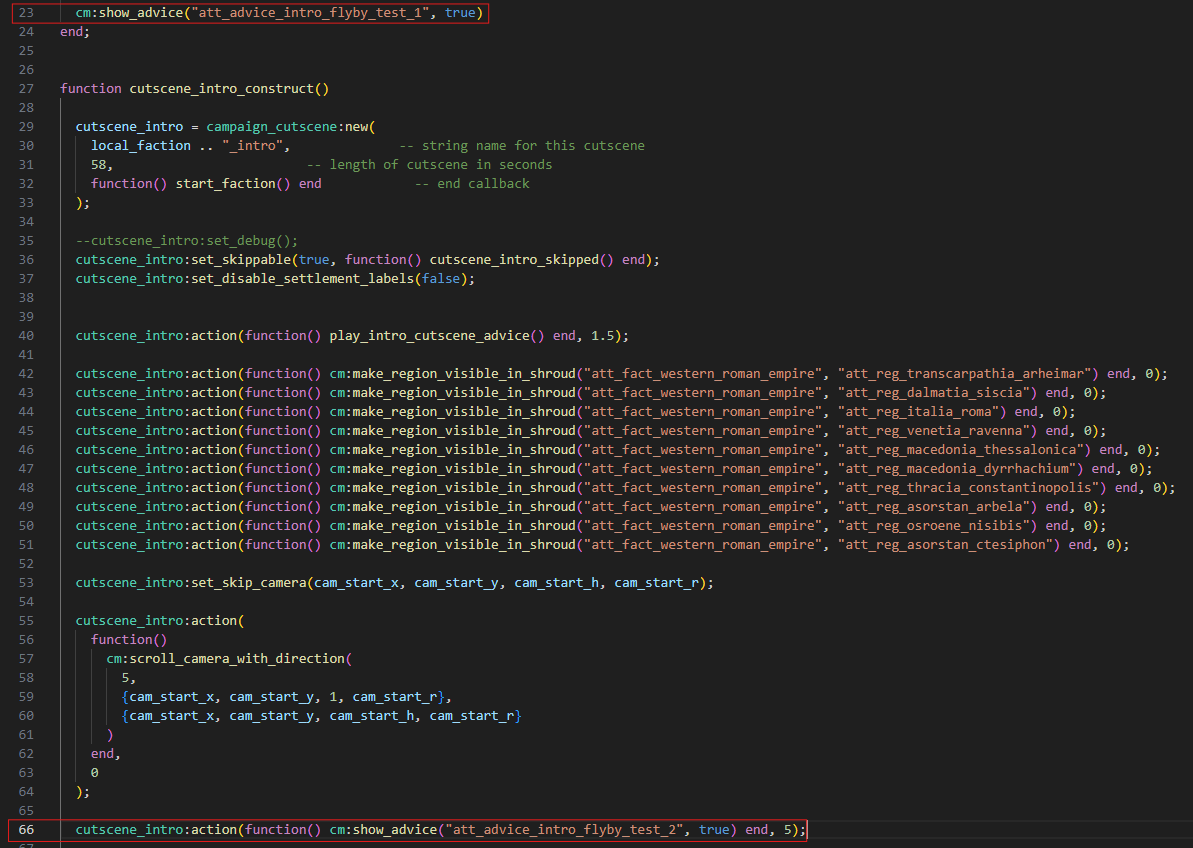 23 cm:show_advice("att_advice_intro_flyby_test_1", true)
24 end;
25
26
27 function cutscene_intro_construct()
28
29 cutscene_intro = campaign_cutscene:new(
30 local_faction .. "_intro", -- string name for this cutscene
31 58, -- length of cutscene in seconds
32 function() start_faction() end -- end callback
33 );
34
35 --cutscene_intro:set_debug();
36 cutscene_intro:set_skippable(true, function() cutscene_intro_skipped() end);
37 cutscene_intro:set_disable_settlement_labels(false);
38
39
40 cutscene_intro:action(function() play_intro_cutscene_advice() end, 1.5);
41
42 cutscene_intro:action(function() cm:make_region_visible_in_shroud("att_fact_western_roman_empire", "att_reg_transcarpathia_arheimar") end, 0);
43 cutscene_intro:action(function() cm:make_region_visible_in_shroud("att_fact_western_roman_empire", "att_reg_dalmatia_siscia") end, 0);
44 cutscene_intro:action(function() cm:make_region_visible_in_shroud("att_fact_western_roman_empire", "att_reg_italia_roma") end, 0);
45 cutscene_intro:action(function() cm:make_region_visible_in_shroud("att_fact_western_roman_empire", "att_reg_venetia_ravenna") end, 0);
46 cutscene_intro:action(function() cm:make_region_visible_in_shroud("att_fact_western_roman_empire", "att_reg_macedonia_thessalonica") end, 0);
47 cutscene_intro:action(function() cm:make_region_visible_in_shroud("att_fact_western_roman_empire", "att_reg_macedonia_dyrrhachium") end, 0);
48 cutscene_intro:action(function() cm:make_region_visible_in_shroud("att_fact_western_roman_empire", "att_reg_thracia_constantinopolis") end, 0);
49 cutscene_intro:action(function() cm:make_region_visible_in_shroud("att_fact_western_roman_empire", "att_reg_asorstan_arbela") end, 0);
50 cutscene_intro:action(function() cm:make_region_visible_in_shroud("att_fact_western_roman_empire", "att_reg_osroene_nisibis") end, 0);
51 cutscene_intro:action(function() cm:make_region_visible_in_shroud("att_fact_western_roman_empire", "att_reg_asorstan_ctesiphon") end, 0);
52
53 cutscene_intro:set_skip_camera(cam_start_x, cam_start_y, cam_start_h, cam_start_r);
54
55 cutscene_intro:action(
56 function()
57 cm:scroll_camera_with_direction(
58 5,
59 {cam_start_x, cam_start_y, 1, cam_start_r},
60 {cam_start_x, cam_start_y, cam_start_h, cam_start_r}
61 )
62 end,
63 0
64 );
65
66 cutscene_intro:action(function() cm:show_advice("att_advice_intro_flyby_test_2", true) end, 5);